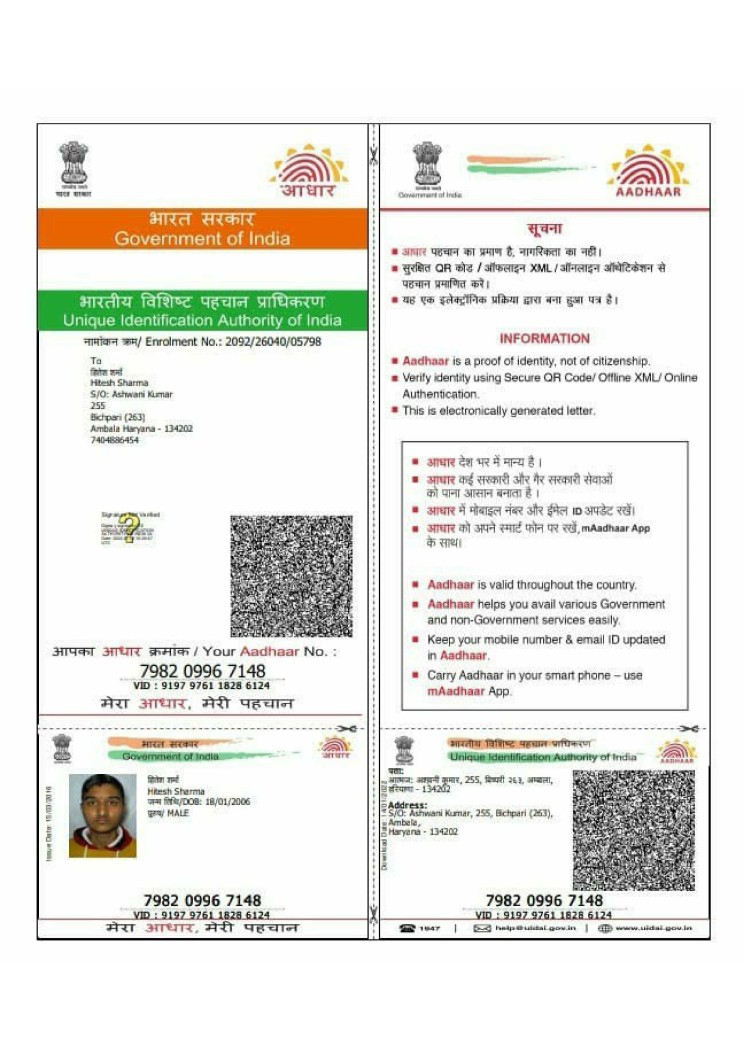 भारत सरकार
आधार
भारत सरकार
Government of India
भारतीय विशिष्ट पहचान प्राधिकरण
Unique Identification Authority of India
नामांकन क्रम/ Enrolment No.: 2092/26040/05798
To
हितेश शर्मा
Hitesh Sharma
S/O: Ashwani Kumar
255
Bichpari (263)
Ambala Haryana - 134202
7404886454
Signature Not Verified
आपका आधार क्रमांक / Your Aadhaar No. :
7982 0996 7148
VID : 9197 9761 1828 6124
मेरा आधार, मेरी पहचान
Government of India
AADHAAR
सूचना
आधार पहचान का प्रमाण है, नागरिकता का नहीं।
सुरक्षित QR कोड / ऑफलाइन XML / ऑनलाइन ऑथेंटिकेशन से
पहचान प्रमाणित करें।
यह एक इलेक्ट्रॉनिक प्रक्रिया द्वारा बना हुआ पत्र है।
INFORMATION
Aadhaar is a proof of identity, not of citizenship.
Verify identity using Secure QR Code/ Offline XML/ Online
Authentication.
This is electronically generated letter.
आधार देश भर में मान्य है ।
आधार कई सरकारी और गैर सरकारी सेवाओं
को पाना आसान बनाता है ।
आधार में मोबाइल नंबर और ईमेल ID अपडेट रखें।
आधार को अपने स्मार्ट फोन पर रखें, mAadhaar App
के साथ।
Aadhaar is valid throughout the country.
Aadhaar helps you avail various Government
and non-Government services easily.
Keep your mobile number & email ID updated
in Aadhaar.
Carry Aadhaar in your smart phone – use
mAadhaar App.
भारत सरकार
Government of India
आधार
Issue Date: 15/03/2016
हितेश शर्मा
Hitesh Sharma
जन्म तिथि/DOB: 18/01/2006
पुरुष/ MALE
7982 0996 7148
VID : 9197 9761 1828 6124
मेरा आधार, मेरी पहचान
भारतीय विशिष्ट पहचान प्राधिकरण
Unique Identification Authority of India
AADHAAR
Download Date: 14/01/2022
पता:
आत्मज: अश्वनी कुमार, 255, बिच्परी २६३, अम्बाला,
हरियाणा - 134202
Address:
S/O: Ashwani Kumar, 255, Bichpari (263),
Ambala,
Haryana - 134202
7982 0996 7148
VID : 9197 9761 1828 6124
1947 | help@uidai.gov.in | www.uidai.gov.in